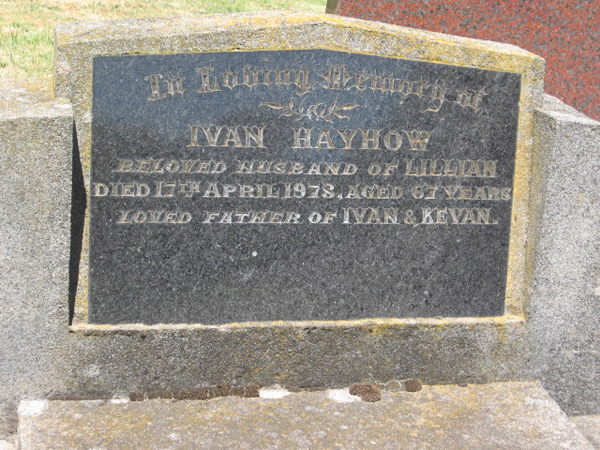 In Loving Memory of
IVAN HAYHOW
BELOVED HUSBAND OF LILLIAN
DIED 17TH APRIL 1978, AGED 67 YEARS
LOVED FATHER OF IVAN & KEVAN.